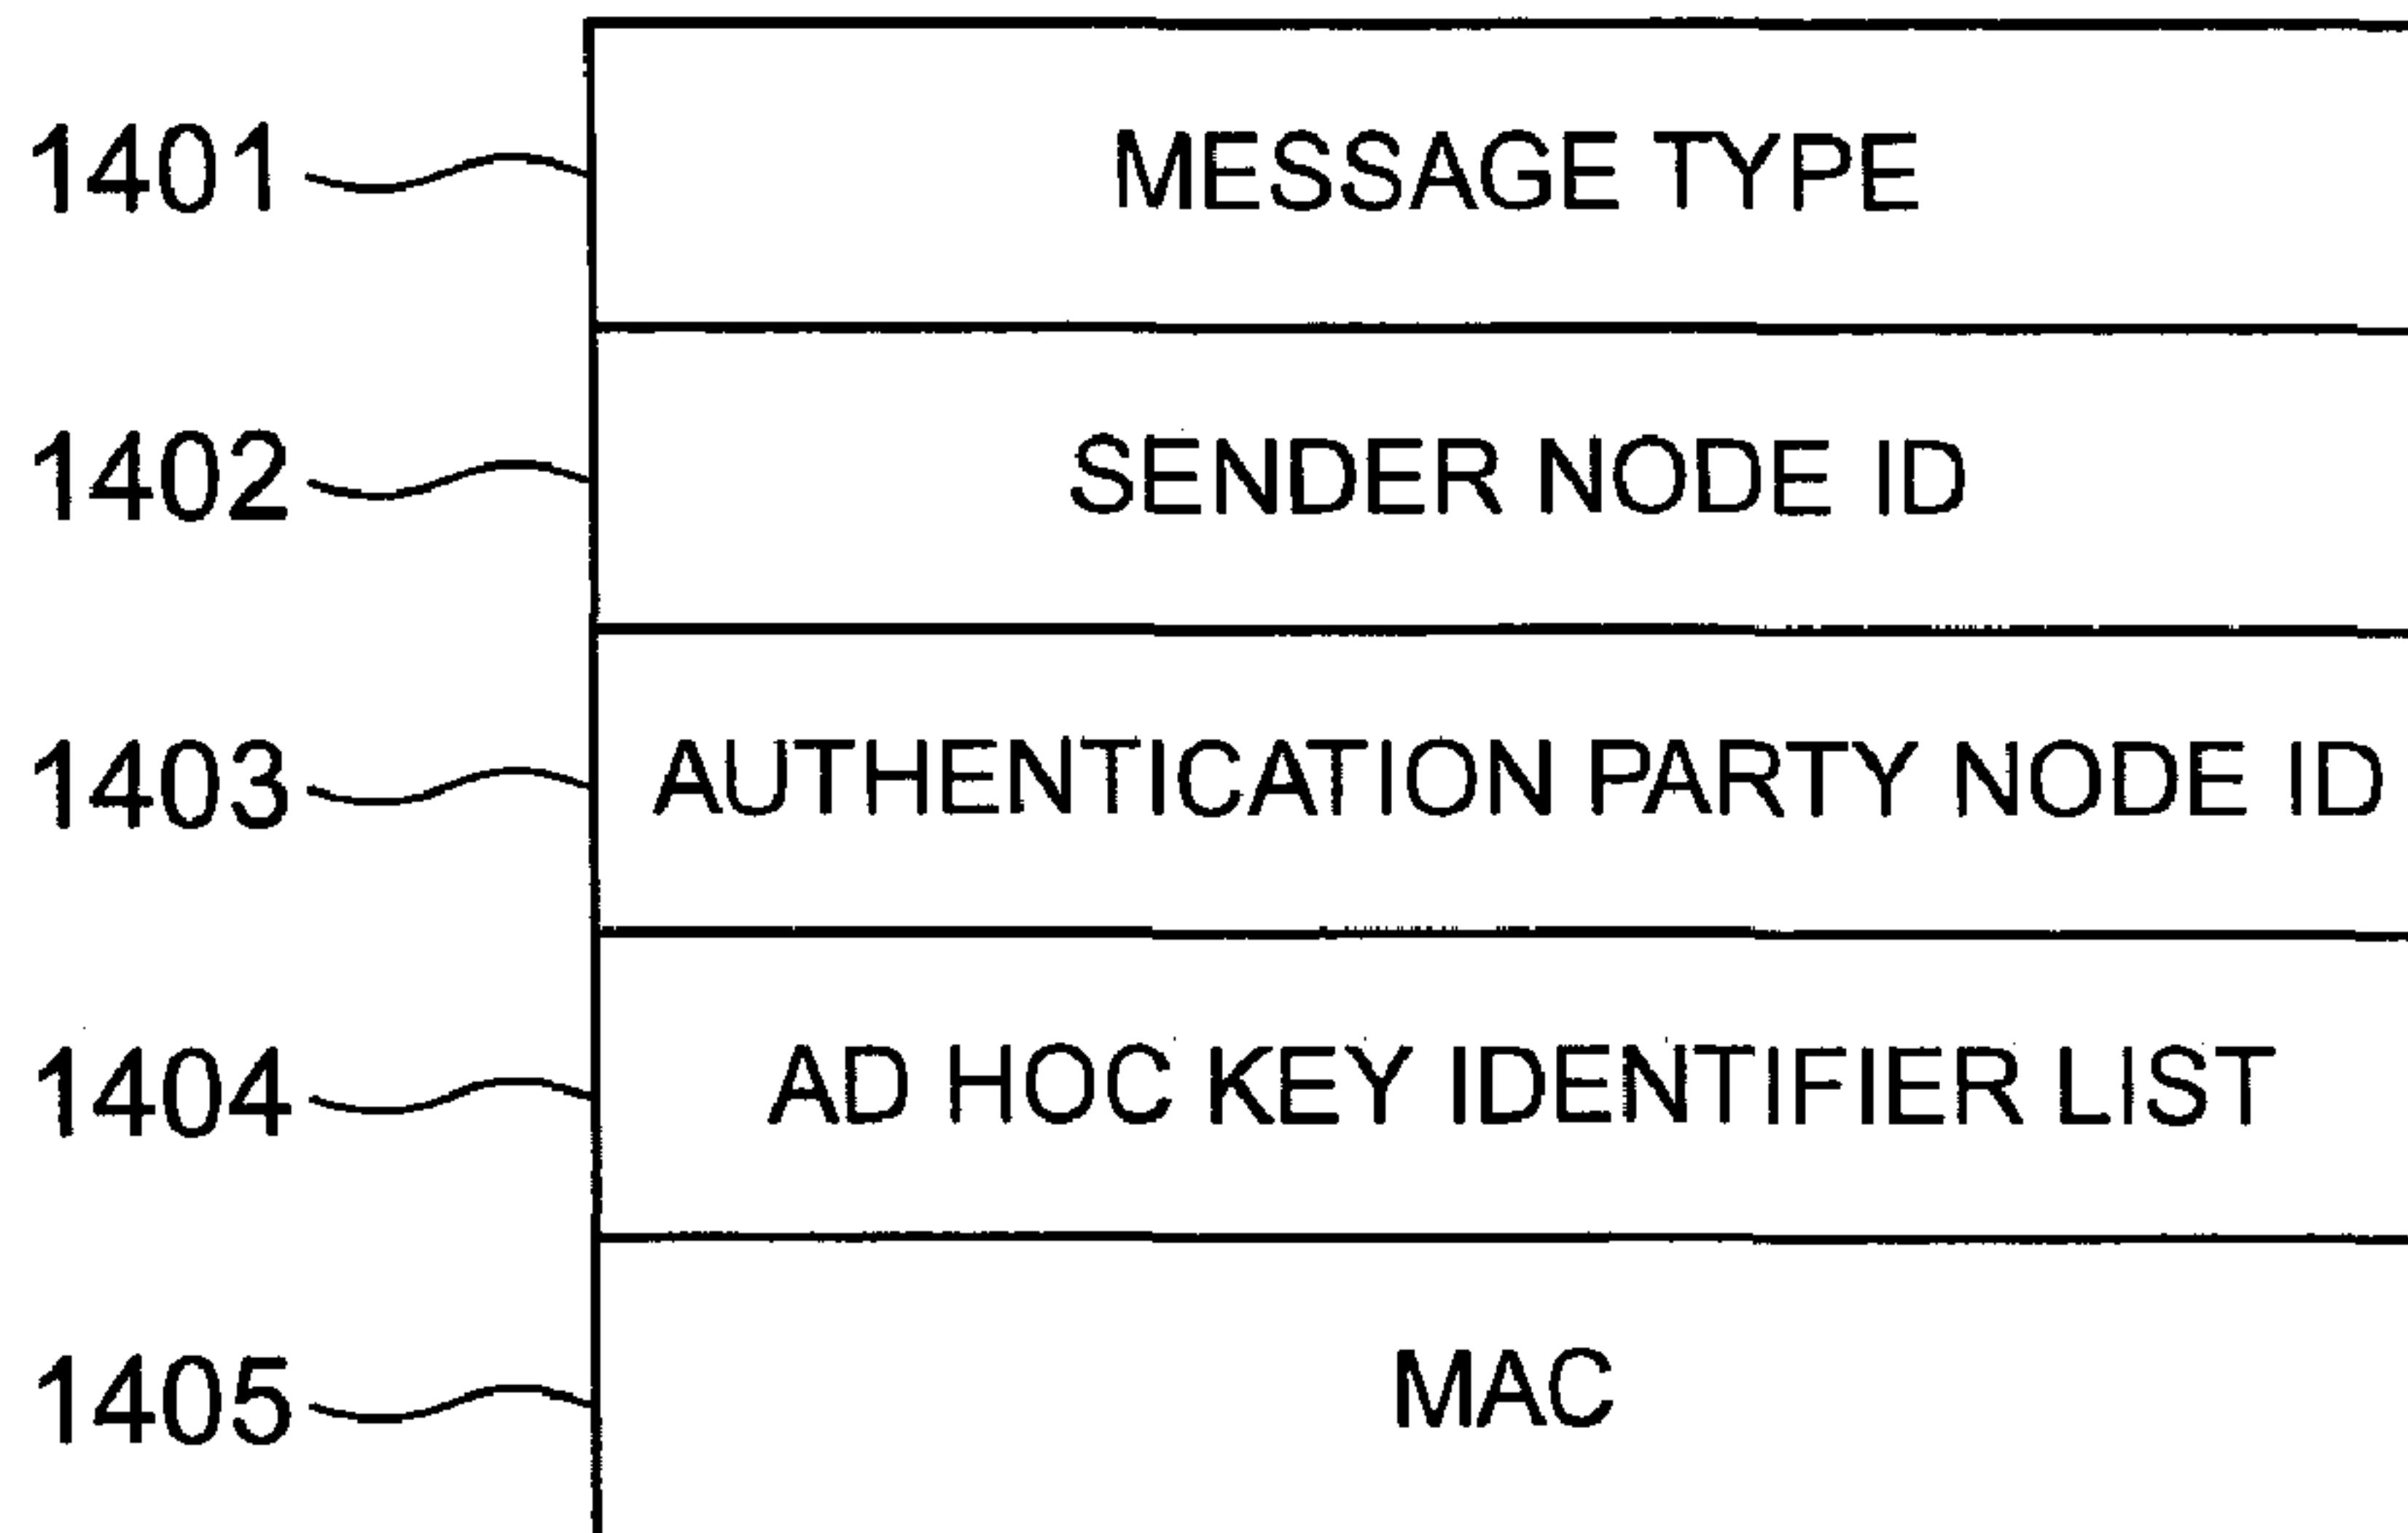 1401 MESSAGE TYPE
1402 SENDER NODE ID
1403 AUTHENTICATION PARTY NODE ID
1404 AD HOC KEY IDENTIFIER LIST
1405 MAC